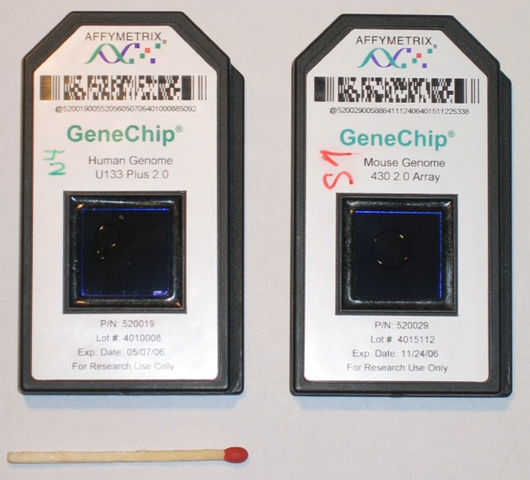 AFFYMETRIX
@52001900552056050706401000885092
GeneChip®
Human Genome
U133 Plus 2.0
P/N: 520019
Lot #: 4010008
Exp. Date: 05/07/06
For Research Use Only
AFFYMETRIX
@52002900588841112406401511225338
GeneChip®
S1
Mouse Genome
430 2.0 Array
P/N: 520029
Lot #: 4015112
Exp. Date: 11/24/06
For Research Use Only